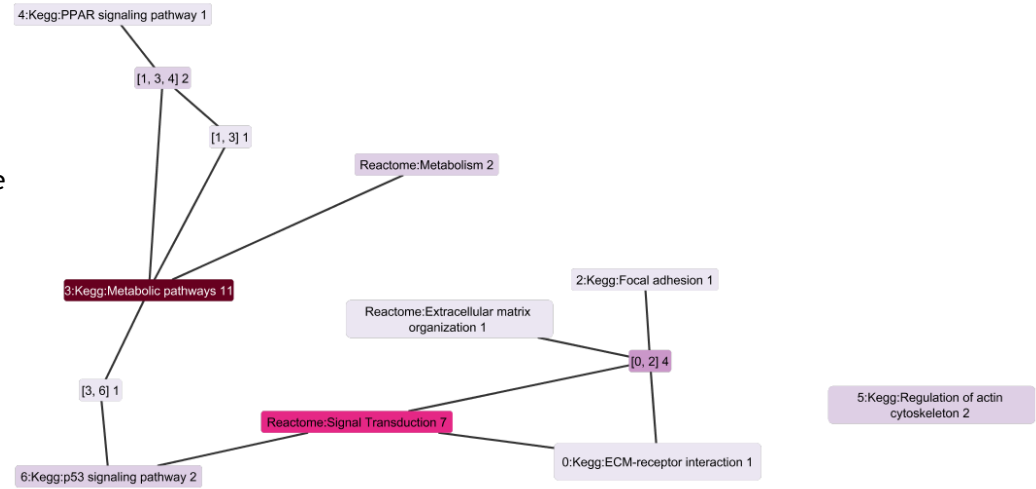 4:Kegg:PPAR signaling pathway 1
[1, 3, 4] 2
[1, 3] 1
Reactome:Metabolism 2
e
3:Kegg:Metabolic pathways 11
2:Kegg:Focal adhesion 1
Reactome:Extracellular matrix
organization 1
[0, 2] 4
[3, 6] 1
5:Kegg:Regulation of actin
cytoskeleton 2
Reactome:Signal Transduction 7
0:Kegg:ECM-receptor interaction 1
6:Kegg:p53 signaling pathway 2